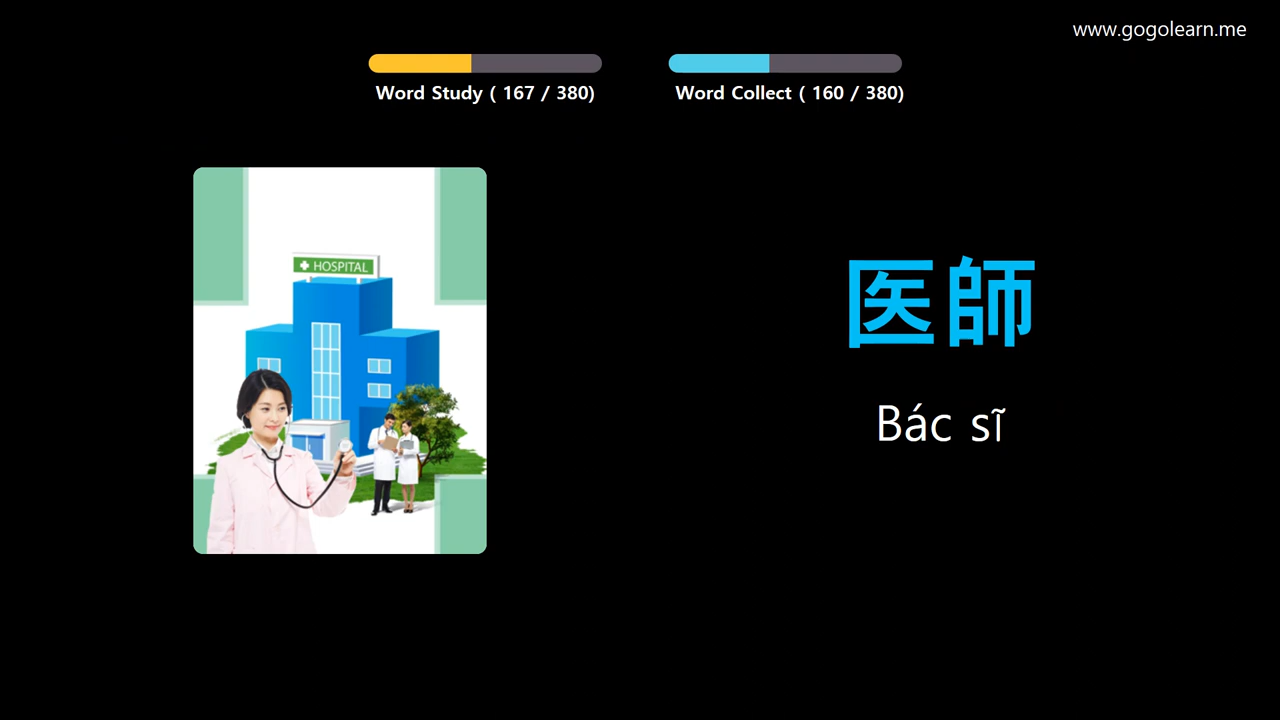 www.gogolearn.me
Word Study ( 167 / 380)
Word Collect ( 160 / 380)
HOSPITAL
医師
Bác sĩ